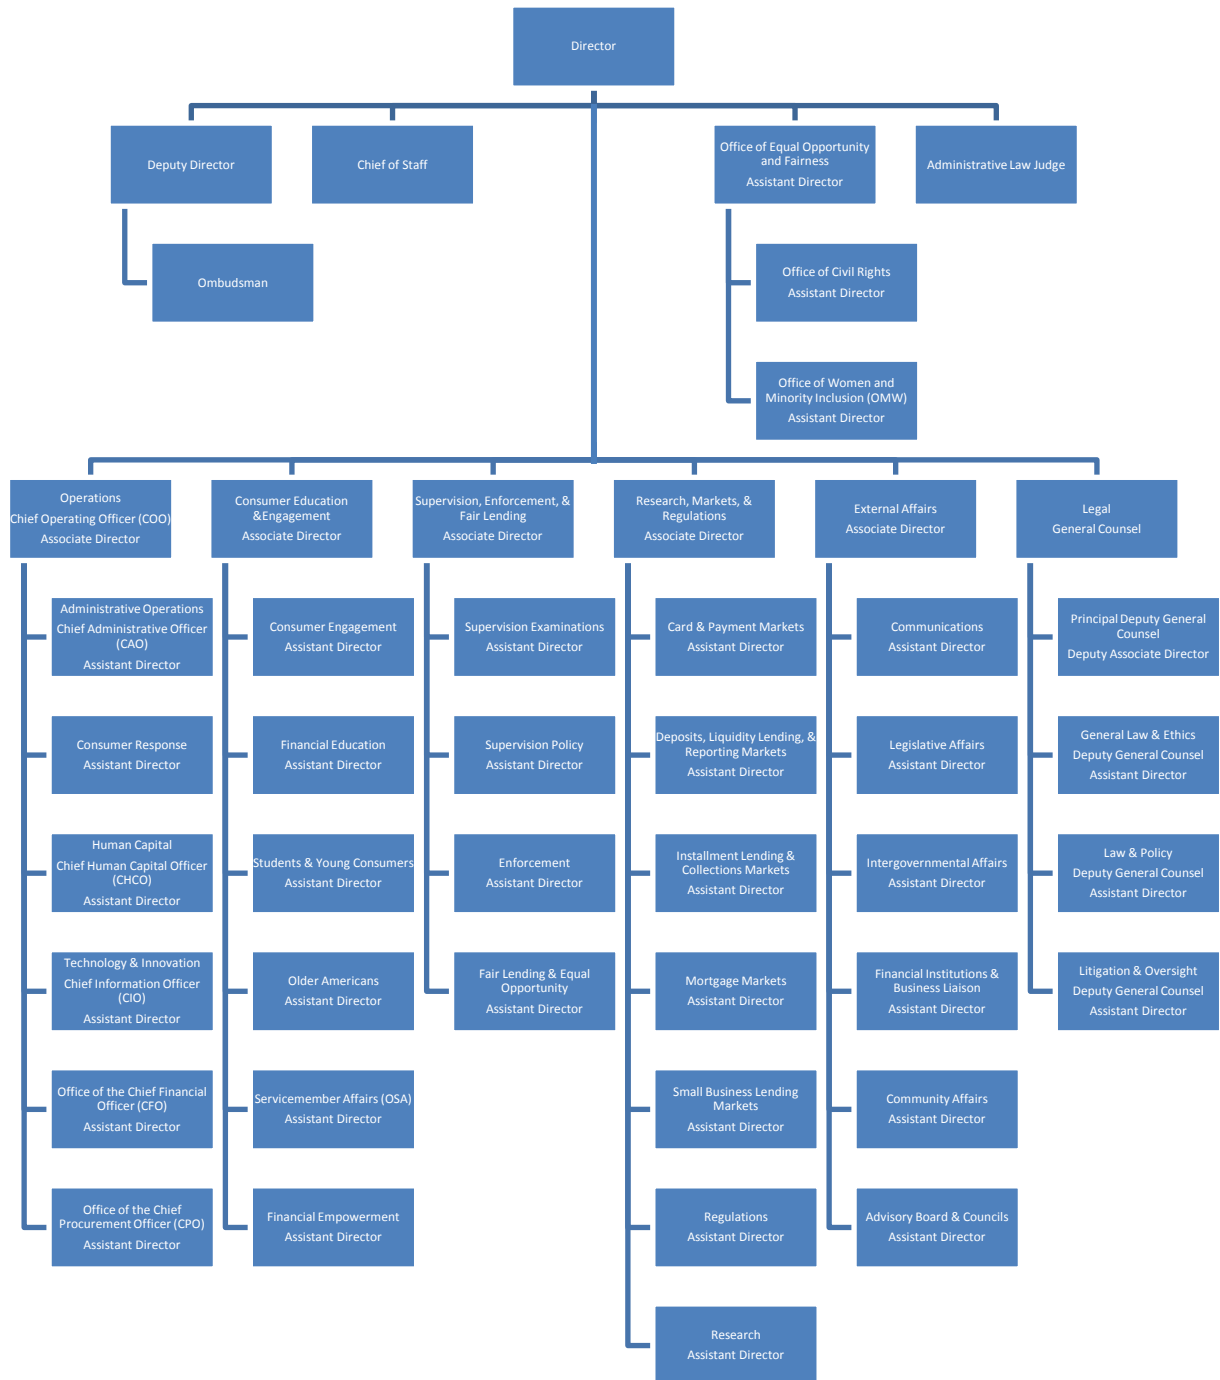 Director
Deputy Director
Chief of Staff
Office of Equal Opportunity
and Fairness
Assistant Director
Administrative Law Judge
Ombudsman
Office of Civil Rights
Assistant Director
Office of Women and
Minority Inclusion (OMW)
Assistant Director
Operations
Chief Operating Officer (COO)
Associate Director
Consumer Education
&Engagement
Associate Director
Supervision, Enforcement, &
Fair Lending
Associate Director
Research, Markets, &
Regulations
Associate Director
External Affairs
Associate Director
Legal
General Counsel
Administrative Operations
Chief Administrative Officer
(CAO)
Assistant Director
Consumer Engagement
Assistant Director
Supervision Examinations
Assistant Director
Card & Payment Markets
Assistant Director
Communications
Assistant Director
Principal Deputy General
Counsel
Deputy Associate Director
Consumer Response
Assistant Director
Financial Education
Assistant Director
Supervision Policy
Assistant Director
Deposits, Liquidity Lending, &
Reporting Markets
Assistant Director
Legislative Affairs
Assistant Director
General Law & Ethics
Deputy General Counsel
Assistant Director
Human Capital
Chief Human Capital Officer
(CHCO)
Assistant Director
Students & Young Consumers
Assistant Director
Enforcement
Assistant Director
Installment Lending &
Collections Markets
Assistant Director
Intergovernmental Affairs
Assistant Director
Law & Policy
Deputy General Counsel
Assistant Director
Technology & Innovation
Chief Information Officer
(CIO)
Assistant Director
Older Americans
Assistant Director
Fair Lending & Equal
Opportunity
Assistant Director
Mortgage Markets
Assistant Director
Financial Institutions &
Business Liaison
Assistant Director
Litigation & Oversight
Deputy General Counsel
Assistant Director
Office of the Chief Financial
Officer (CFO)
Assistant Director
Servicemember Affairs (OSA)
Assistant Director
Small Business Lending
Markets
Assistant Director
Community Affairs
Assistant Director
Office of the Chief
Procurement Officer (CPO)
Assistant Director
Financial Empowerment
Assistant Director
Regulations
Assistant Director
Advisory Board & Councils
Assistant Director
Research
Assistant Director